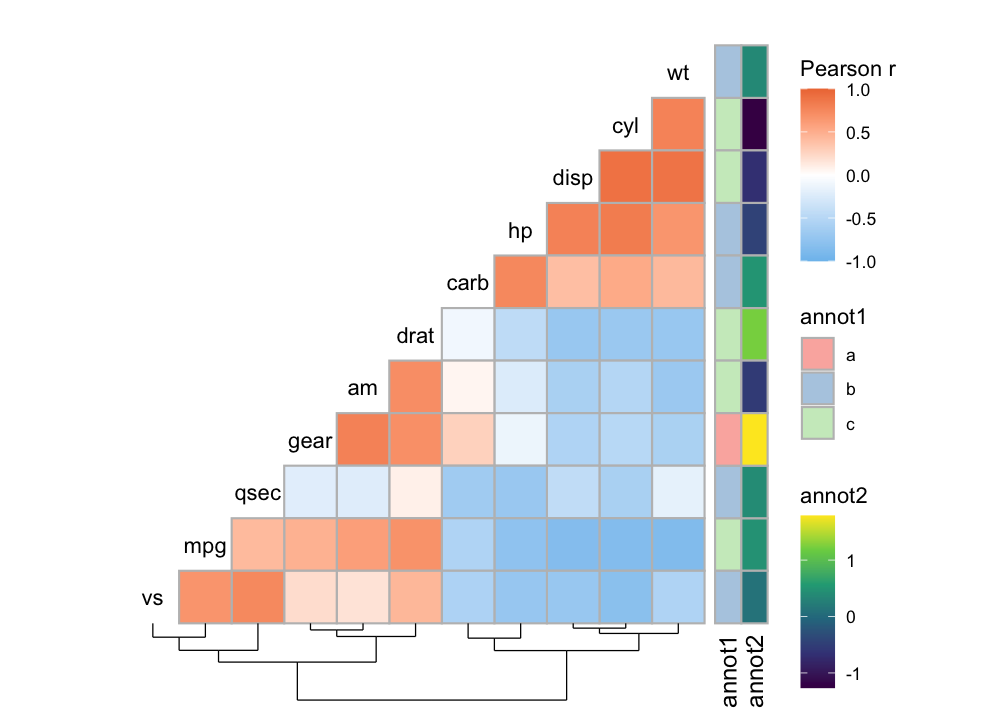 wt
cyl
disp
hp
carb
drat
am
gear
qsec
mpg
vs
annot1
annot2
Pearson r
1.0
0.5
0.0
-0.5
-1.0
annot1
a
b
c
annot2
1
0
-1